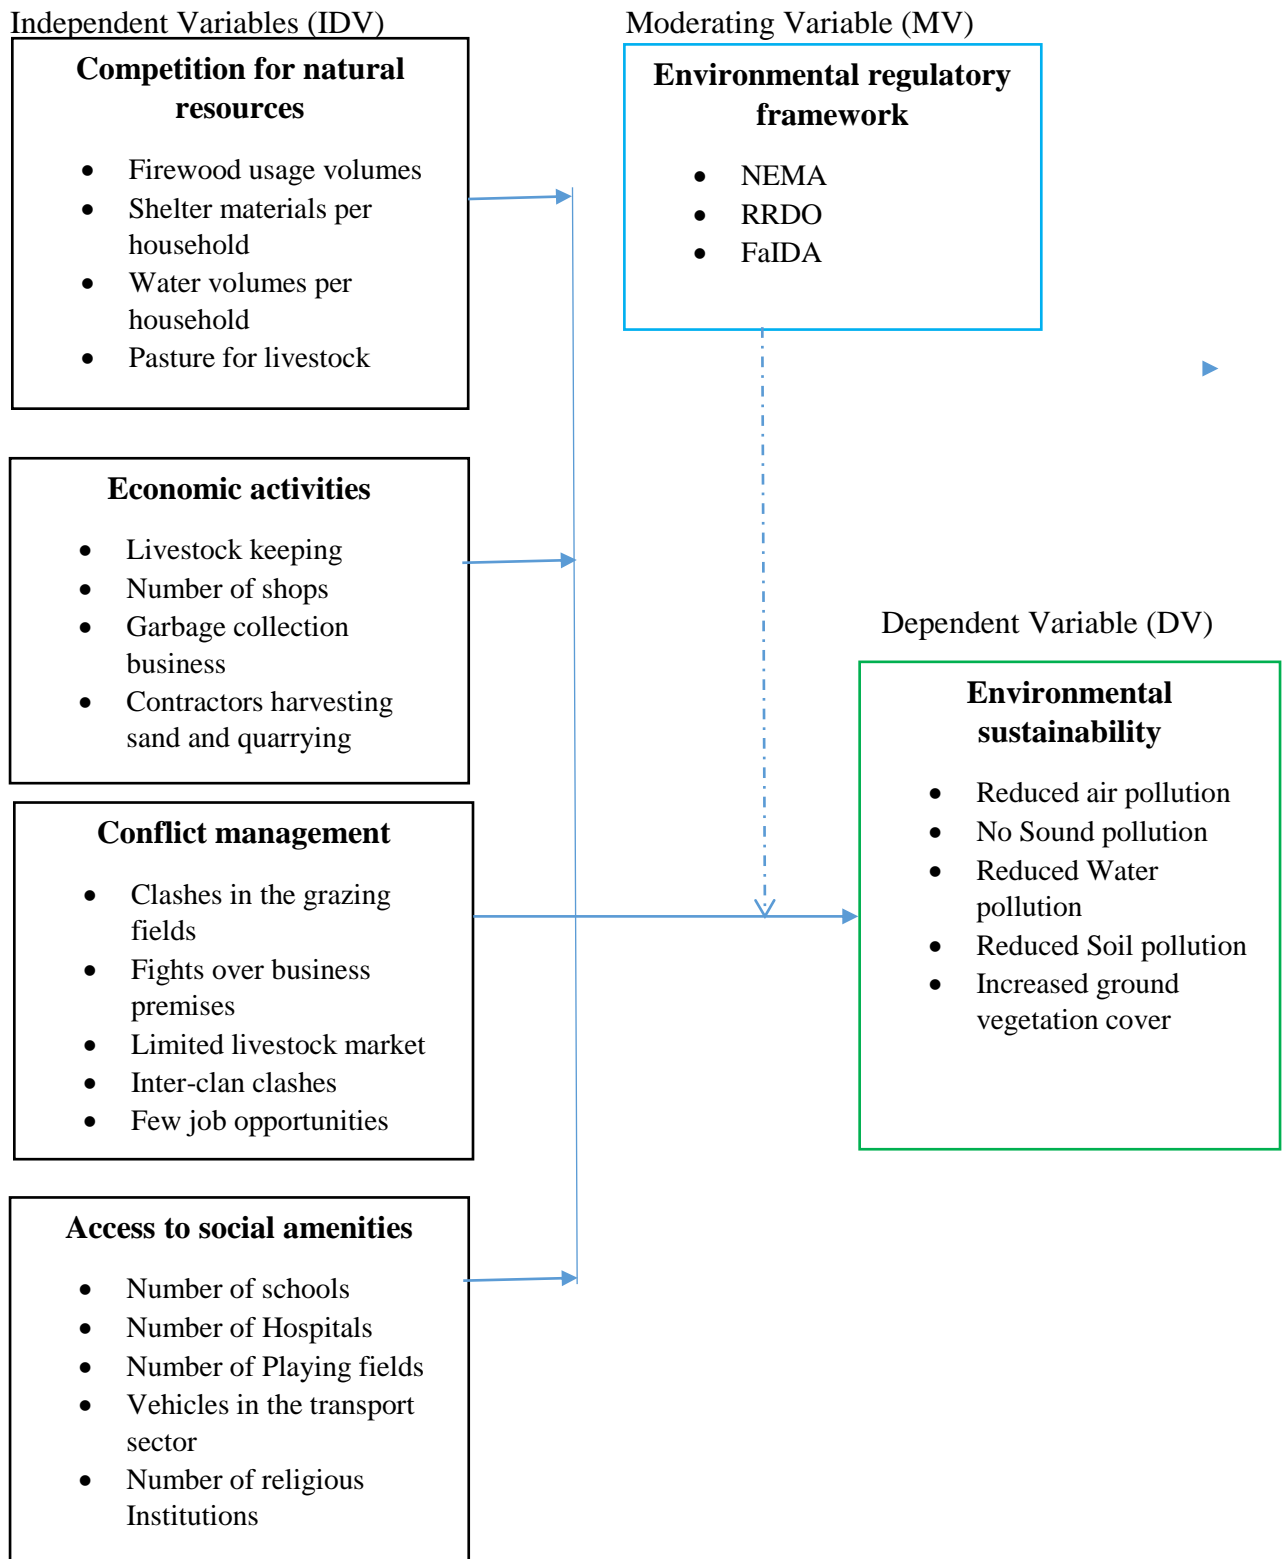 Independent Variables (IDV)
Competition for natural
resources
• Firewood usage volumes
• Shelter materials per
household
• Water volumes per
household
• Pasture for livestock
Economic activities
• Livestock keeping
• Number of shops
• Garbage collection
business
• Contractors harvesting
sand and quarrying
Conflict management
• Clashes in the grazing
fields
• Fights over business
premises
• Limited livestock market
• Inter-clan clashes
• Few job opportunities
Access to social amenities
• Number of schools
• Number of Hospitals
• Number of Playing fields
• Vehicles in the transport
sector
• Number of religious
Institutions
Moderating Variable (MV)
Environmental regulatory
framework
• NEMA
• RRDO
• FaIDA
Dependent Variable (DV)
Environmental
sustainability
• Reduced air pollution
• No Sound pollution
• Reduced Water
pollution
• Reduced Soil pollution
• Increased ground
vegetation cover